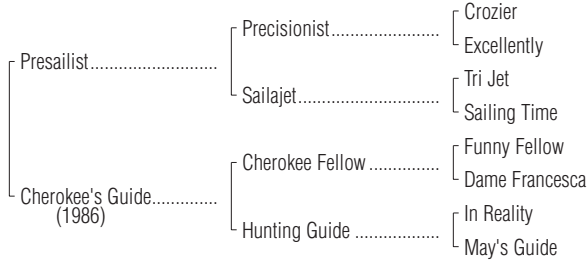 Crozier
Precisionist
Excellently
Presailist
Tri Jet
Sailajet
Sailing Time
Funny Fellow
Cherokee Fellow
Dame Francesca
Cherokee's Guide
(1986)
In Reality
Hunting Guide
May's Guide